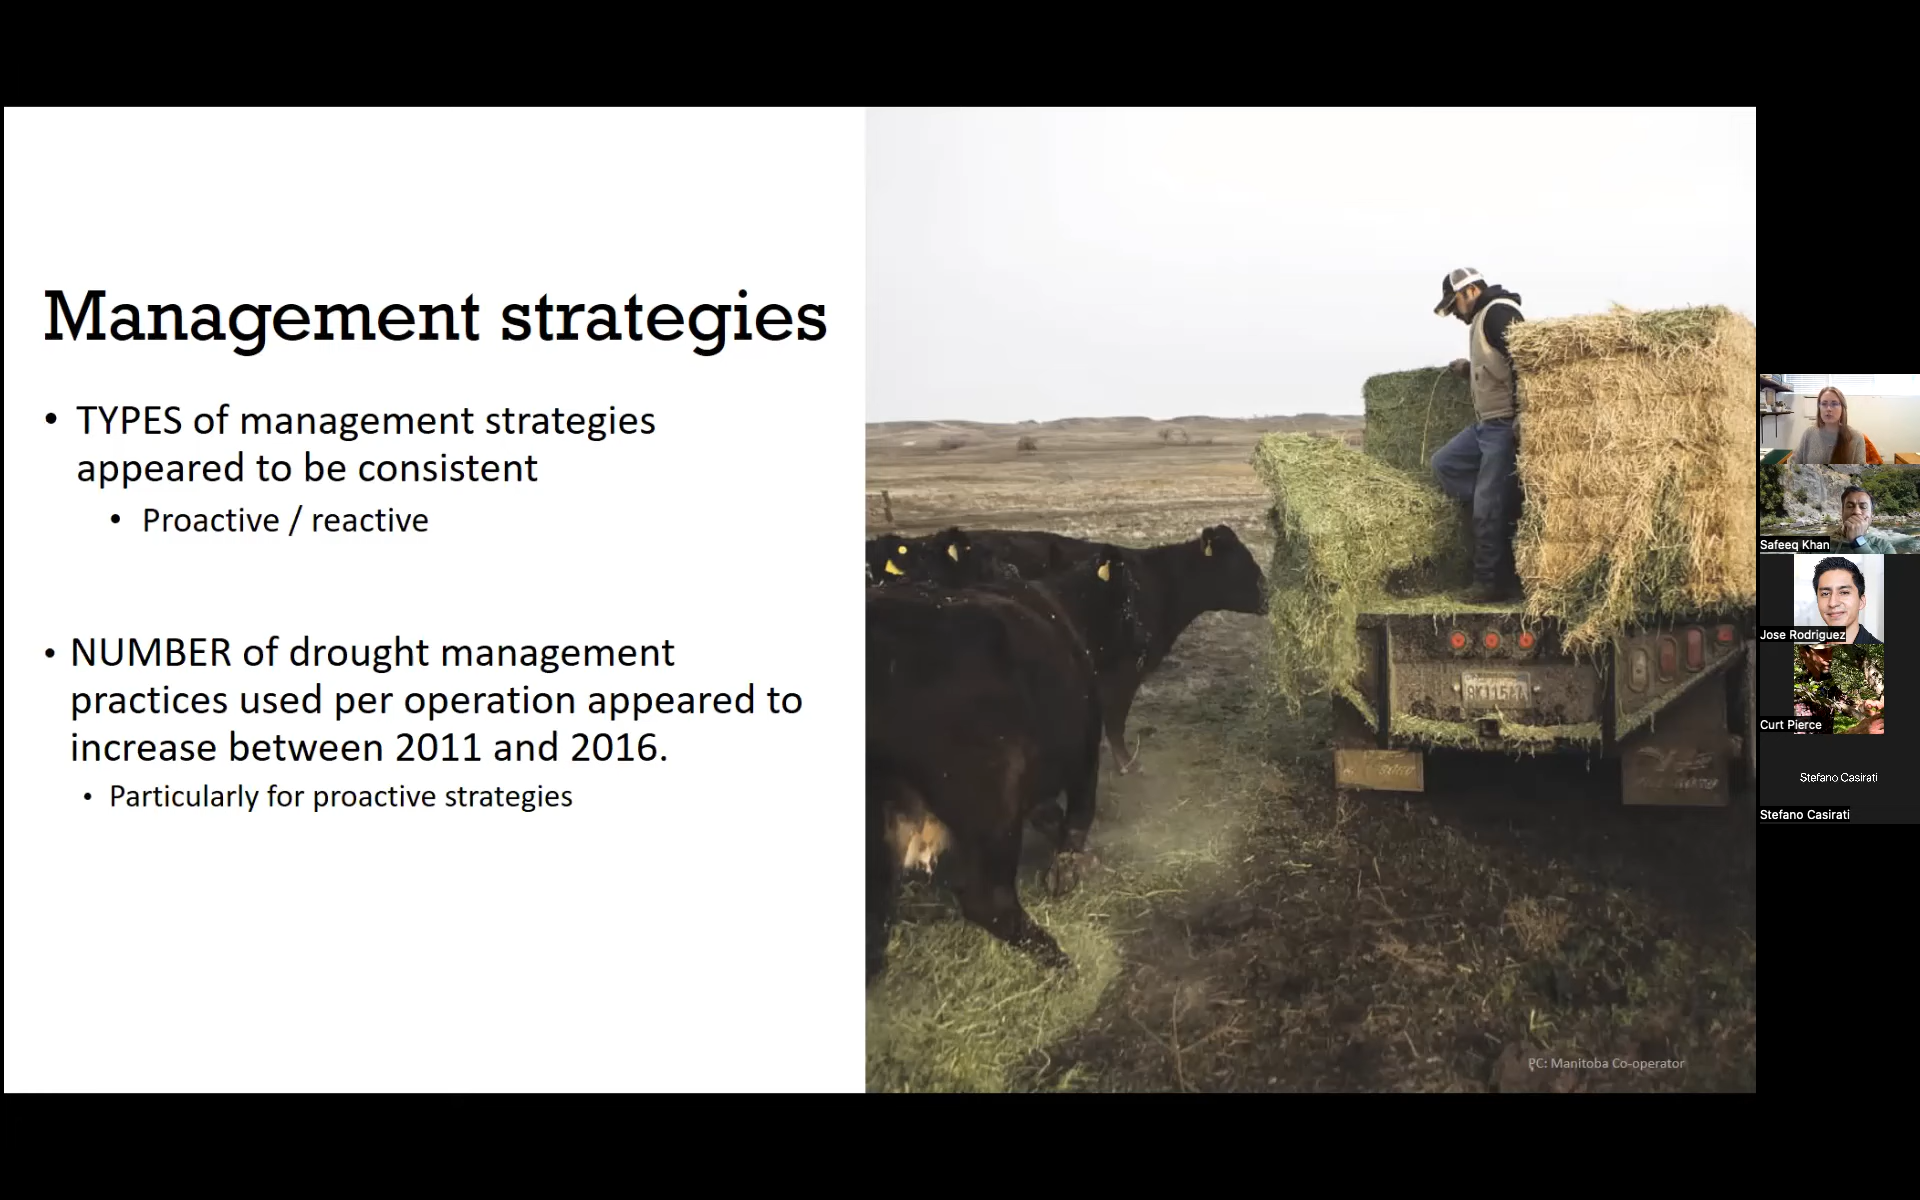 Management strategies
• TYPES of management strategies
appeared to be consistent
• Proactive / reactive
• NUMBER of drought management
practices used per operation appeared to
increase between 2011 and 2016.
• Particularly for proactive strategies
PC: Manitoba Co-operator
Safeeq Khan
Jose Rodriguez
Curt Pierce
Stefano Casirati
Stefano Casirati